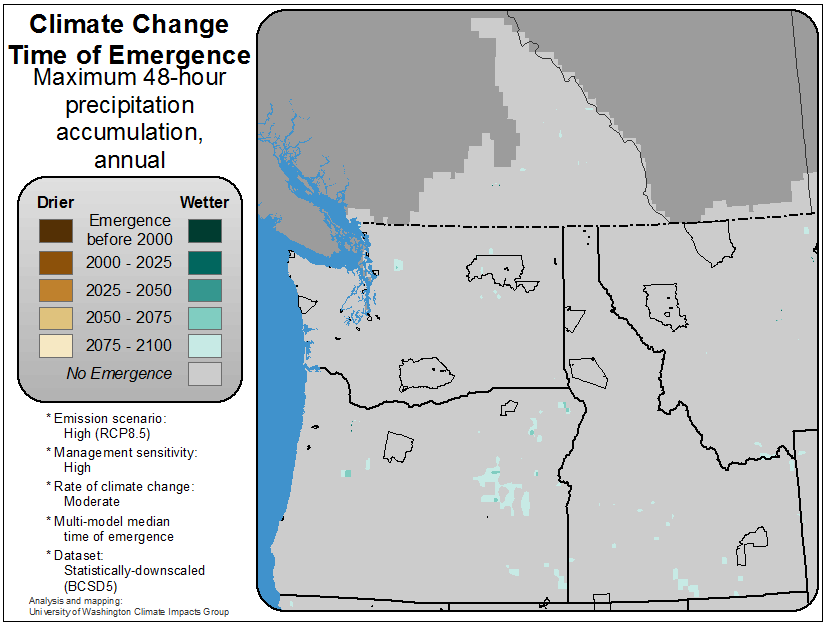 Climate Change
Time of Emergence
Maximum 48-hour
precipitation
accumulation,
annual
Drier Wetter
Emergence
before 2000
2000 - 2025
2025 - 2050
2050 - 2075
2075 - 2100
No Emergence
* Emission scenario:
High (RCP8.5)
* Management sensitivity:
High
* Rate of climate change:
Moderate
* Multi-model median
time of emergence
* Dataset:
Statistically-downscaled
(BCSD5)
Analysis and mapping:
University of Washington Climate Impacts Group